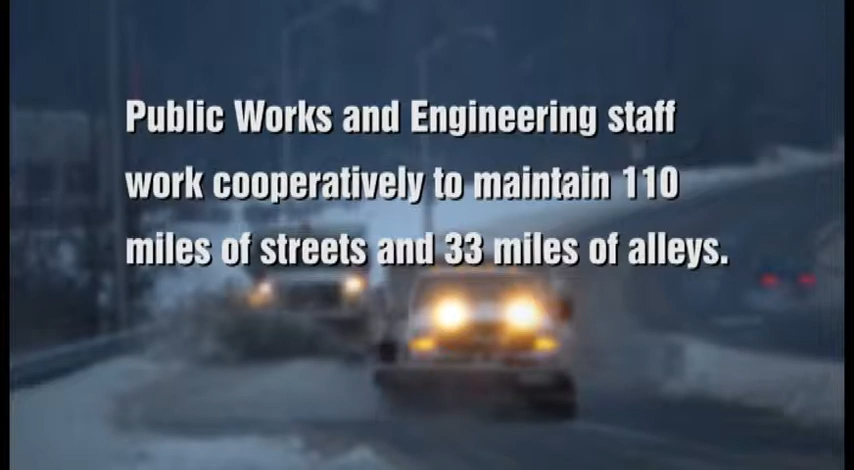 Public Works and Engineering staff
work cooperatively to maintain 110
miles of streets and 33 miles of alleys.